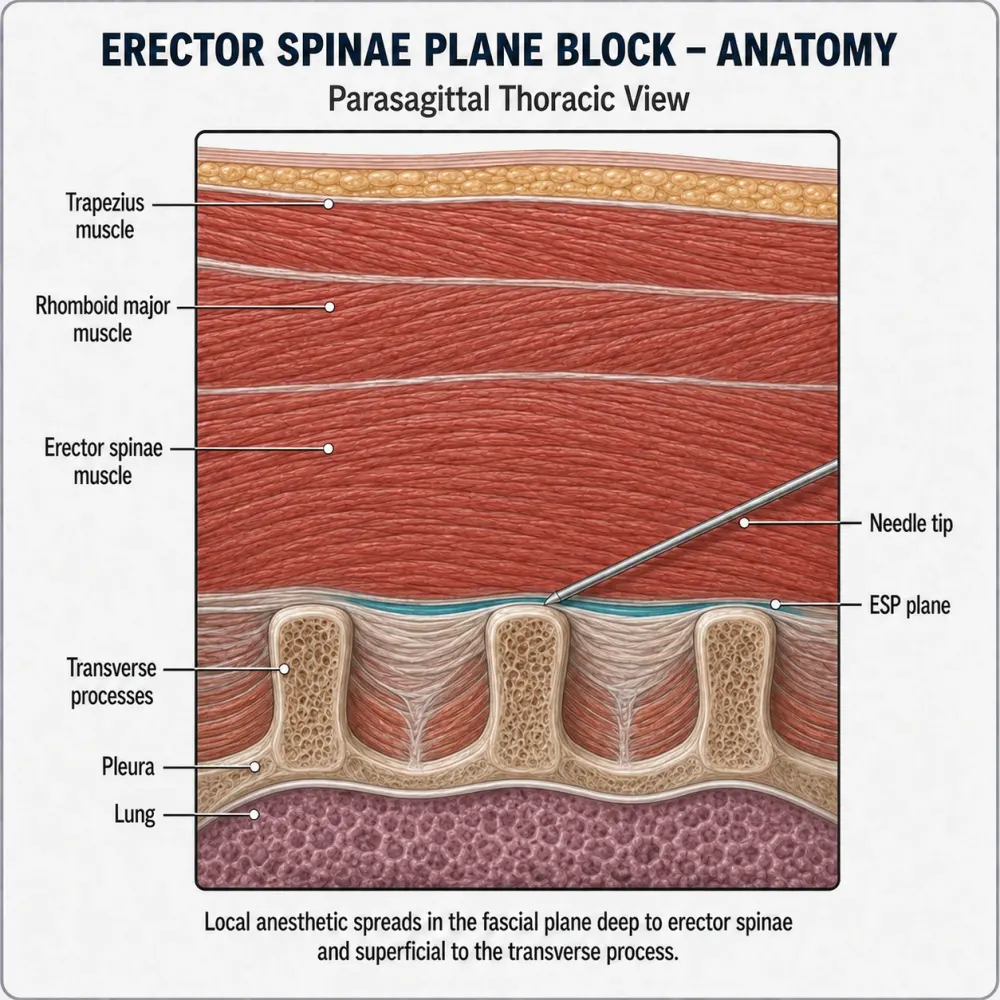 ERECTOR SPINAE PLANE BLOCK – ANATOMY
Parasagittal Thoracic View
Trapezius
muscle
Rhomboid major
muscle
Erector spinae
muscle
Needle tip
ESP plane
Transverse
processes
Pleura
Lung
Local anesthetic spreads in the fascial plane deep to erector spinae
and superficial to the transverse process.